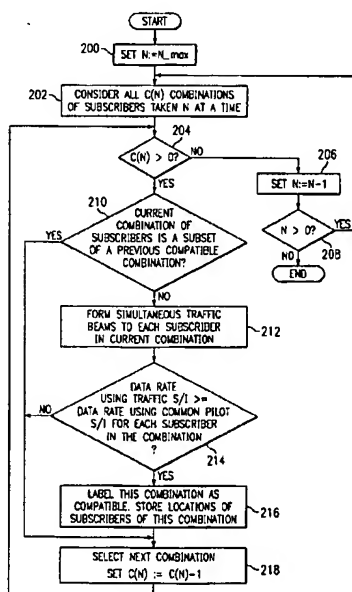 START
200
SET N:=N_max
202
CONSIDER ALL C(N) COMBINATIONS
OF SUBSCRIBERS TAKEN N AT A TIME
204
C(N) > 0?
NO
YES
206
SET N:=N-1
N > 0?
YES
208
NO
END
210
YES
CURRENT
COMBINATION OF
SUBSCRIBERS IS A SUBSET
OF A PREVIOUS COMPATIBLE
COMBINATION?
NO
FORM SIMULTANEOUS TRAFFIC
BEAMS TO EACH SUBSCRIBER
IN CURRENT COMBINATION
212
DATA RATE
USING TRAFFIC S/I >=
DATA RATE USING COMMON PILOT
S/I FOR EACH SUBSCRIBER
IN THE COMBINATION
?
NO
214
YES
LABEL THIS COMBINATION AS
COMPATIBLE. STORE LOCATIONS OF
SUBSCRIBERS OF THIS COMBINATION
216
SELECT NEXT COMBINATION
SET C(N) := C(N)-1
218